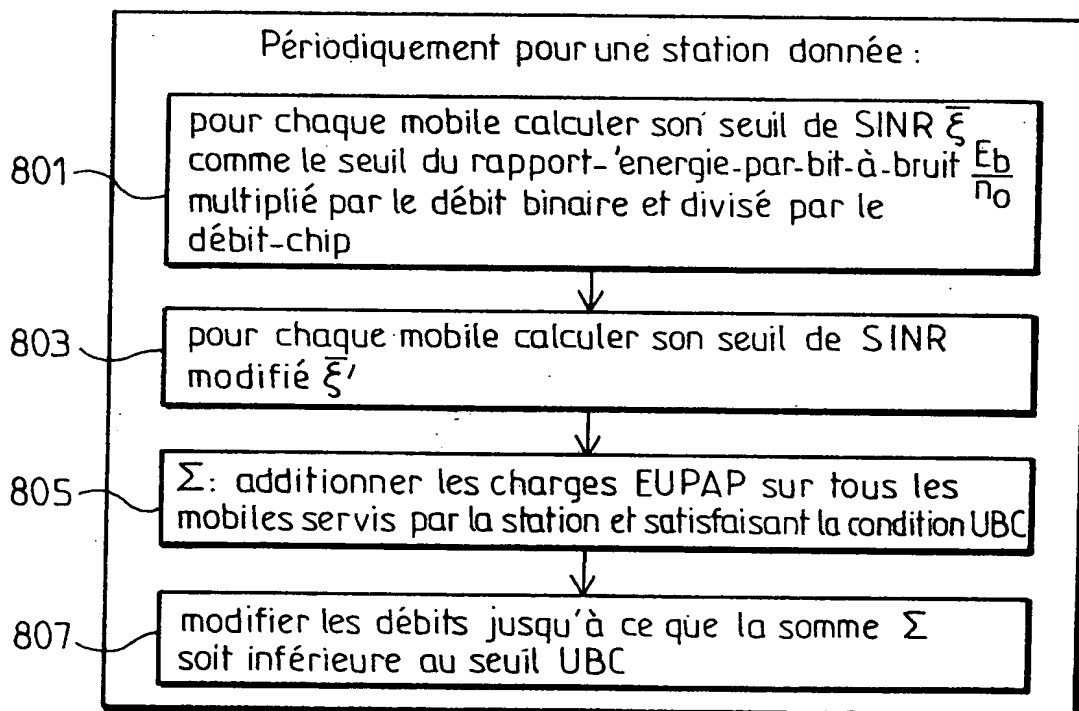 Périodiquement pour une station donnée :
801
pour chaque mobile calculer son seuil de SINR ξ̅
comme le seuil du rapport-'energie-par-bit-à-bruit Eb/n0
multiplié par le débit binaire et divisé par le
débit-chip
803
pour chaque mobile calculer son seuil de SINR
modifié ξ̅'
805
Σ: additionner les charges EUPAP sur tous les
mobiles servis par la station et satisfaisant la condition UBC
807
modifier les débits jusqu'à ce que la somme Σ
soit inférieure au seuil UBC